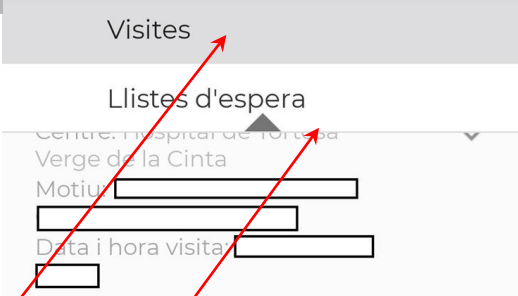 Visites
Llistes d'espera
Centre: Hospital de Tortosa
Verge de la Cinta
Motiu:
Data i hora visita: